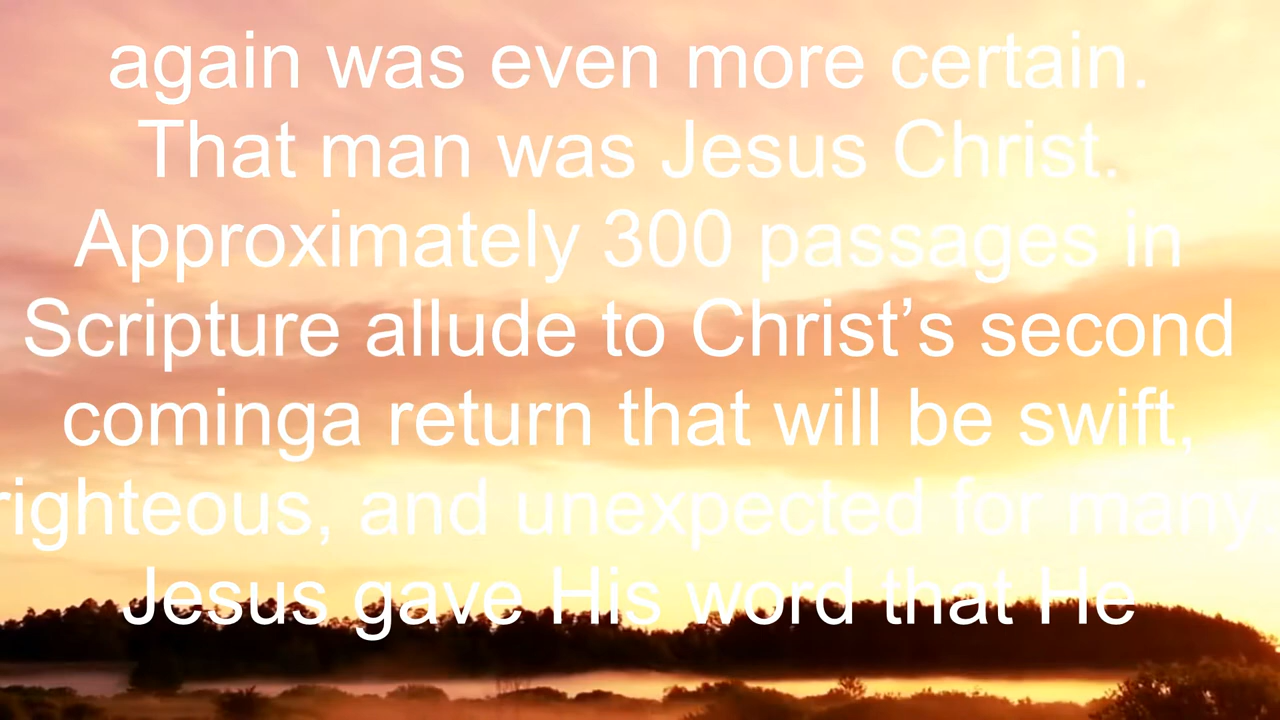 again was even more certain.
That man was Jesus Christ.
Approximately 300 passages in
Scripture allude to Christ’s second
cominga return that will be swift,
righteous, and unexpected for many.
Jesus gave His word that He